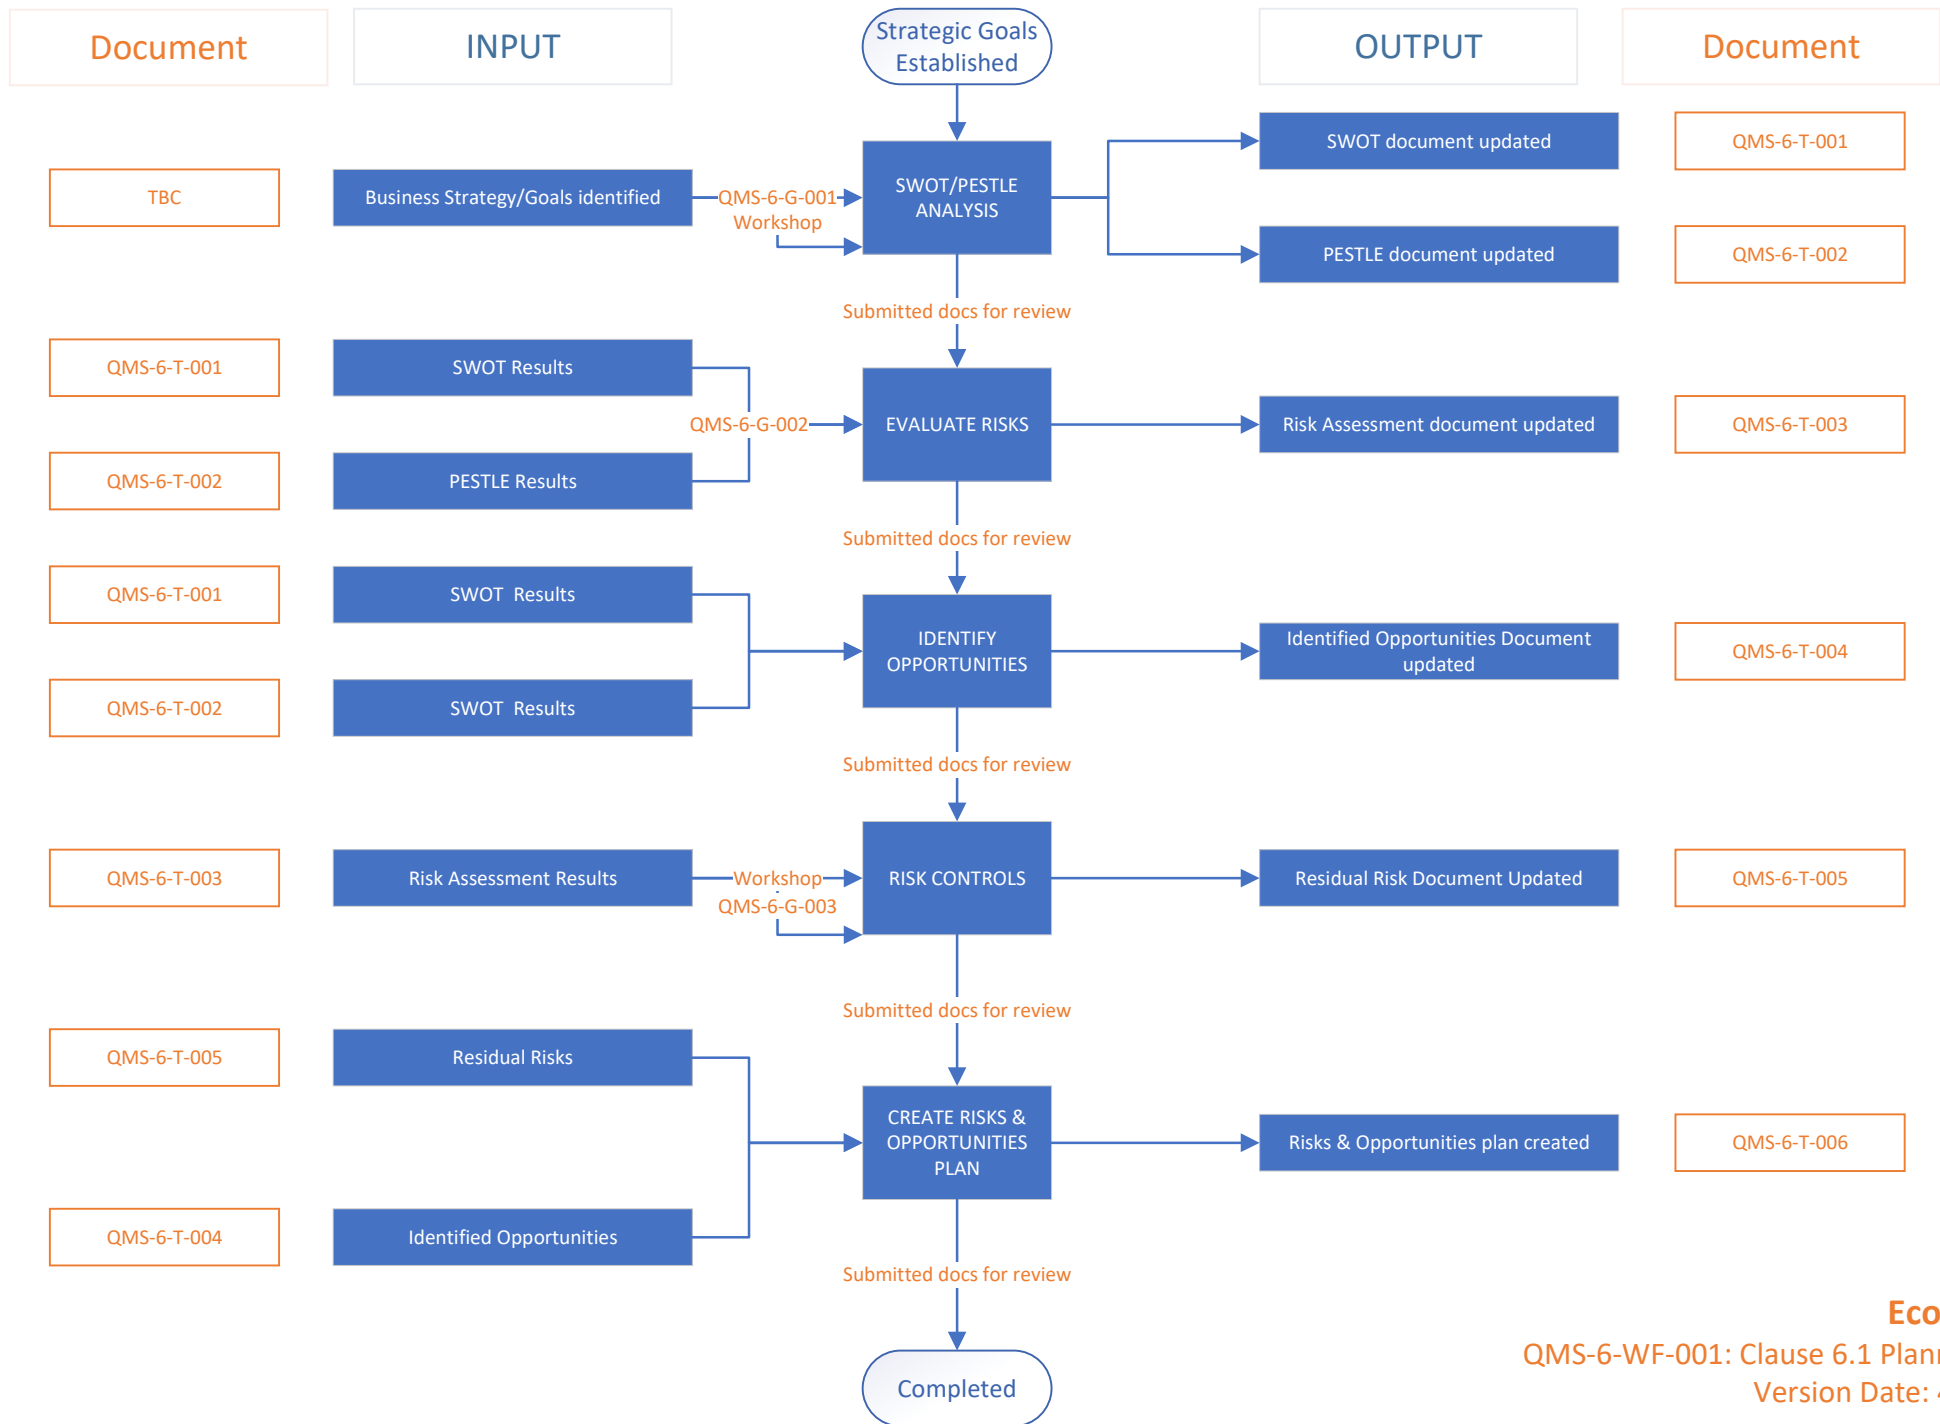 Document
INPUT
Strategic Goals
Established
OUTPUT
Document
SWOT document updated
QMS-6-T-001
TBC
Business Strategy/Goals identified
QMS-6-G-001
Workshop
SWOT/PESTLE
ANALYSIS
PESTLE document updated
QMS-6-T-002
Submitted docs for review
QMS-6-T-001
SWOT Results
QMS-6-G-002
EVALUATE RISKS
Risk Assessment document updated
QMS-6-T-003
QMS-6-T-002
PESTLE Results
Submitted docs for review
QMS-6-T-001
SWOT  Results
IDENTIFY
OPPORTUNITIES
Identified Opportunities Document
updated
QMS-6-T-004
QMS-6-T-002
SWOT  Results
Submitted docs for review
QMS-6-T-003
Risk Assessment Results
Workshop
QMS-6-G-003
RISK CONTROLS
Residual Risk Document Updated
QMS-6-T-005
Submitted docs for review
QMS-6-T-005
Residual Risks
CREATE RISKS &
OPPORTUNITIES
PLAN
Risks & Opportunities plan created
QMS-6-T-006
QMS-6-T-004
Identified Opportunities
Submitted docs for review
Completed
Eco
QMS-6-WF-001: Clause 6.1 Plann
Version Date: